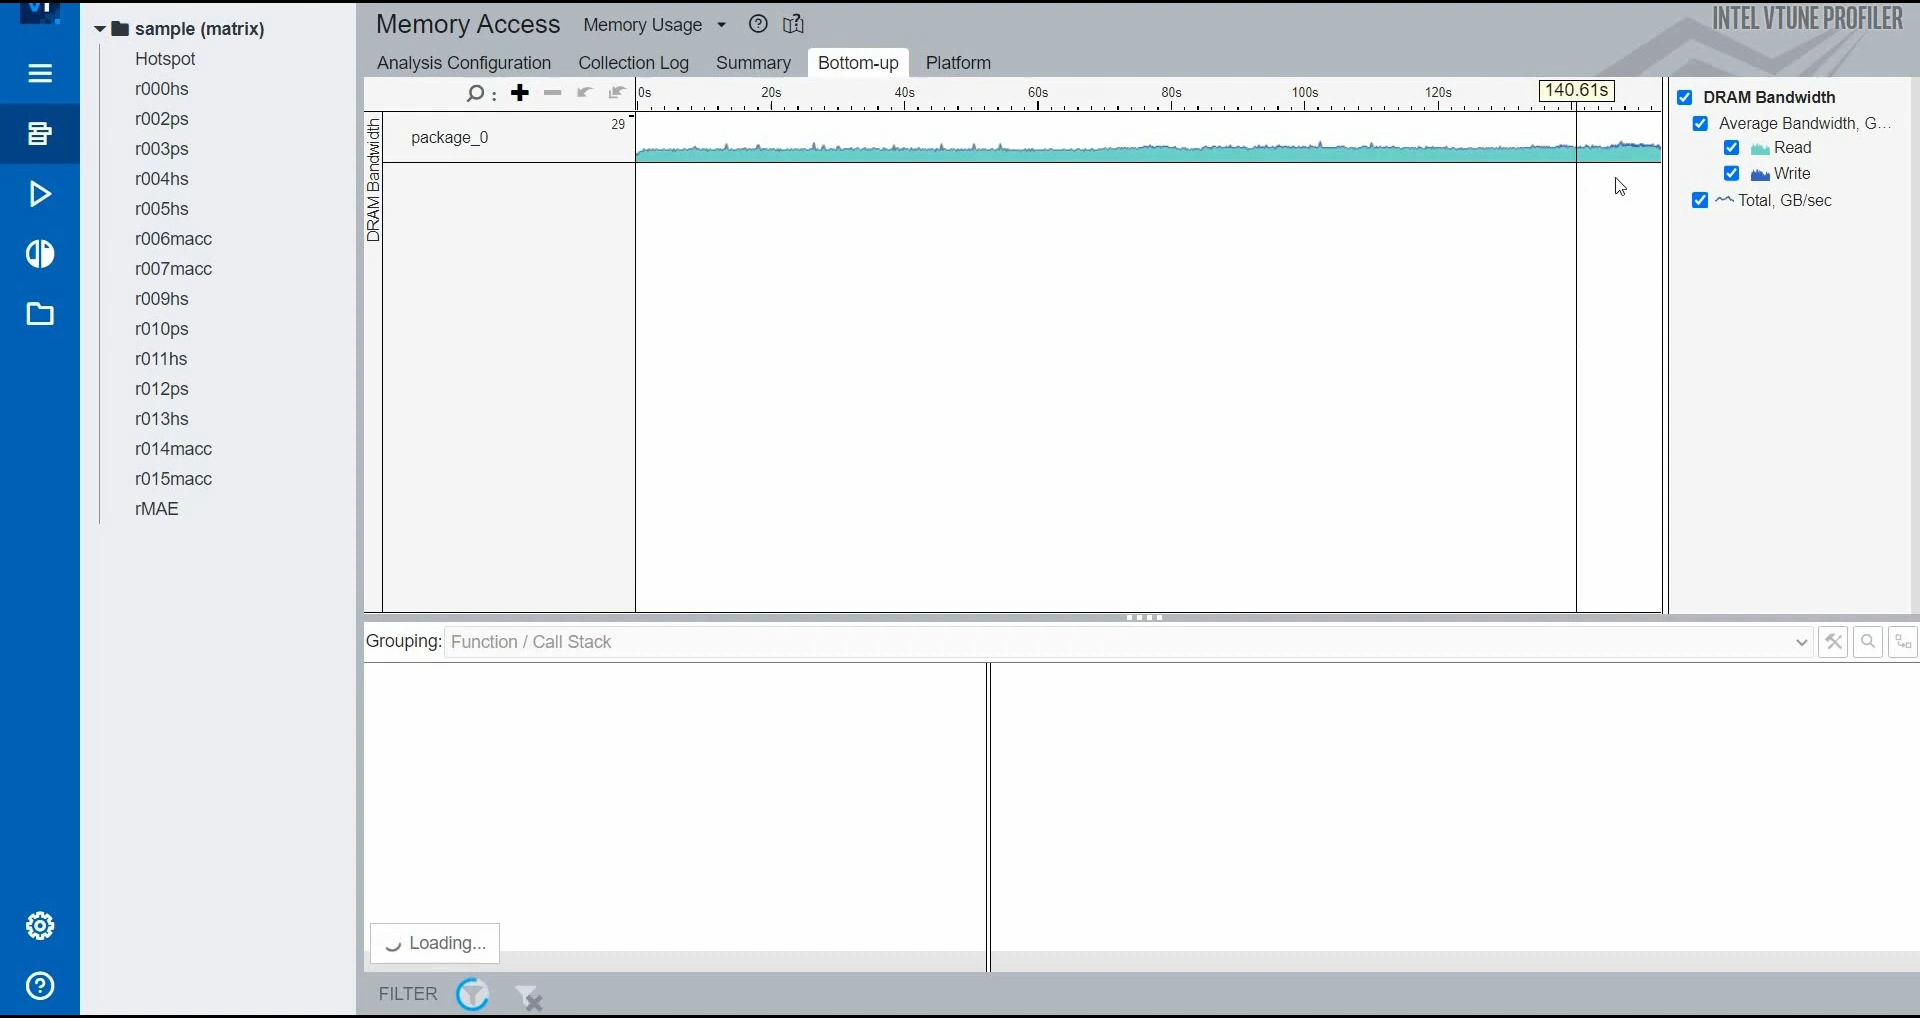 INTEL VTUNE PROFILER
sample (matrix)
Hotspot
r000hs
r002ps
r003ps
r004hs
r005hs
r006macc
r007macc
r009hs
r010ps
r011hs
r012ps
r013hs
r014macc
r015macc
rMAE
Memory Access Memory Usage
Analysis Configuration Collection Log Summary Bottom-up Platform
0s 20s 40s 60s 80s 100s 120s 140.61s
DRAM Bandwidth
package_0 29
DRAM Bandwidth
Average Bandwidth, G...
Read
Write
Total, GB/sec
Grouping: Function / Call Stack
Loading...
FILTER